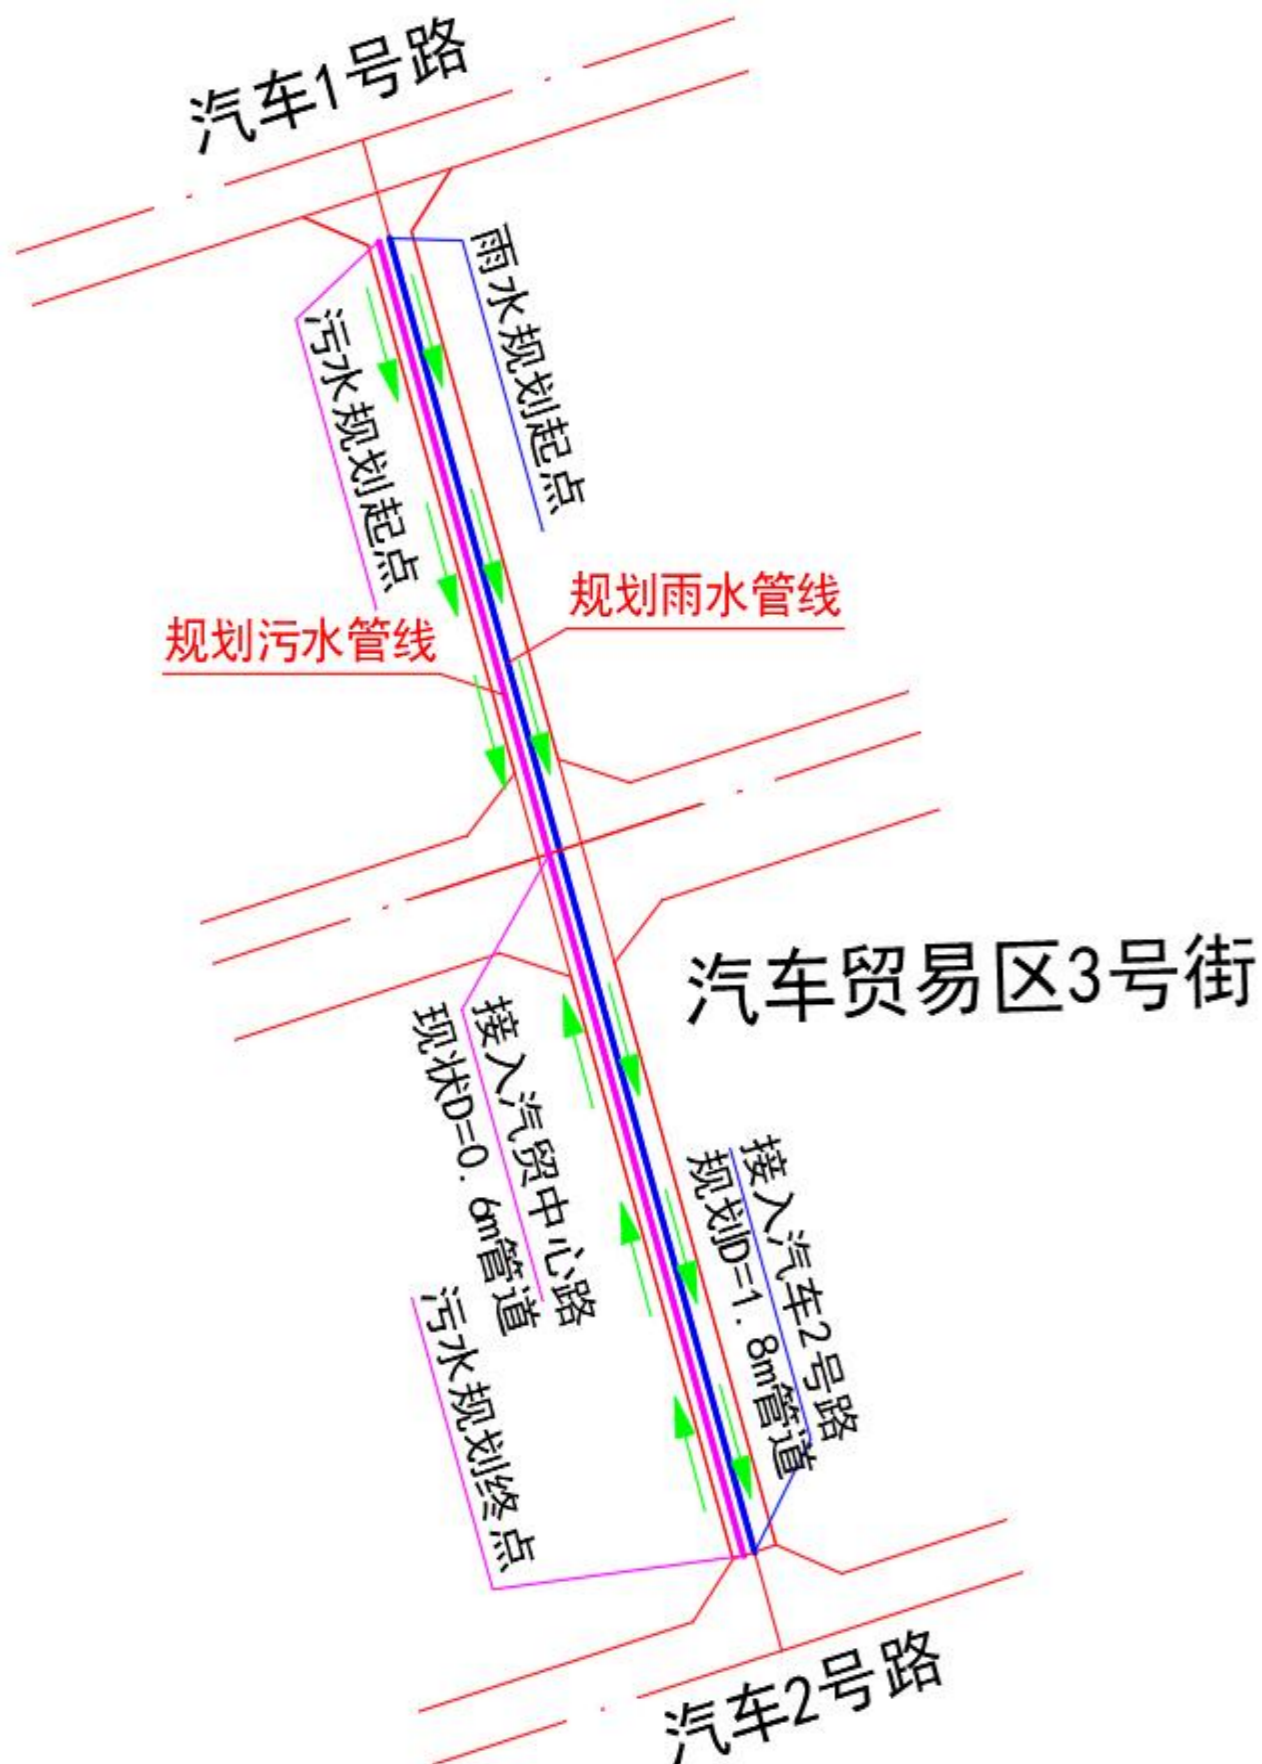 汽车1号路
雨水规划起点
污水规划起点
规划雨水管线
规划污水管线
汽车贸易区3号街
接入汽贸中心路
现状D=0.6m管道
接入汽车2号路
规划D=1.8m管道
污水规划终点
汽车2号路